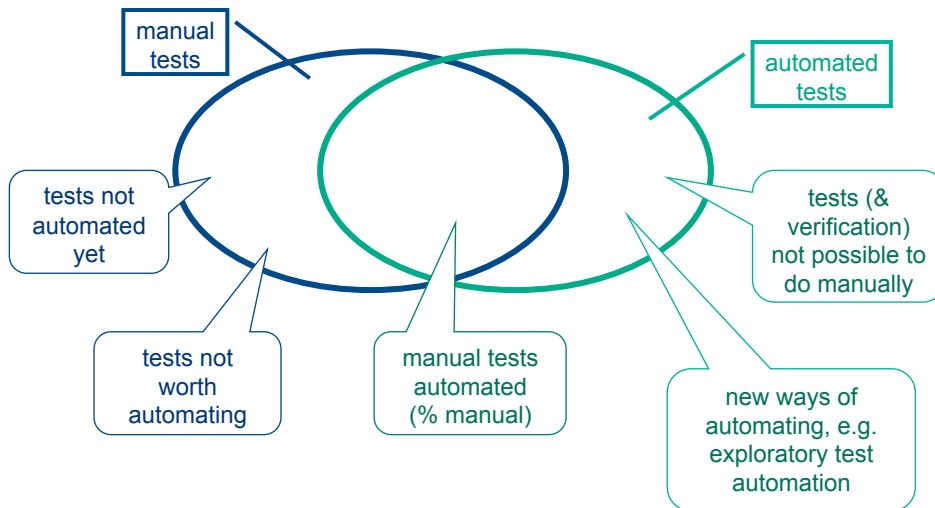 manual
tests
automated
tests
tests not
automated
yet
tests (&
verification)
not possible to
do manually
tests not
worth
automating
manual tests
automated
(% manual)
new ways of
automating, e.g.
exploratory test
automation